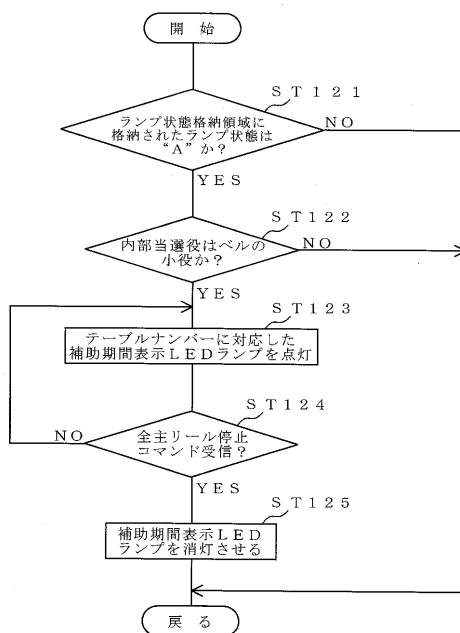 開 始
ST121
ランプ状態格納領域に
格納されたランプ状態は
“A”か？
NO
YES
ST122
内部当選役はベルの
小役か？
NO
YES
ST123
テーブルナンバーに対応した
補助期間表示LEDランプを点灯
ST124
全主リール停止
コマンド受信？
NO
YES
ST125
補助期間表示LED
ランプを消灯させる
戻 る